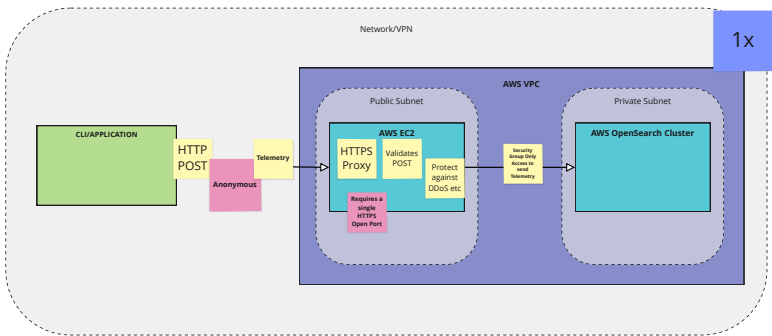 Network/VPN
1x
AWS VPC
Public Subnet
Private Subnet
CLI/APPLICATION
HTTP
POST
Anonymous
Telemetry
AWS EC2
HTTPS
Proxy
Validates
POST
Protect
against
DDoS etc
Requires a
single
HTTPS
Open Port
Security
Group Only
Access to
send
Telemetry
AWS OpenSearch Cluster